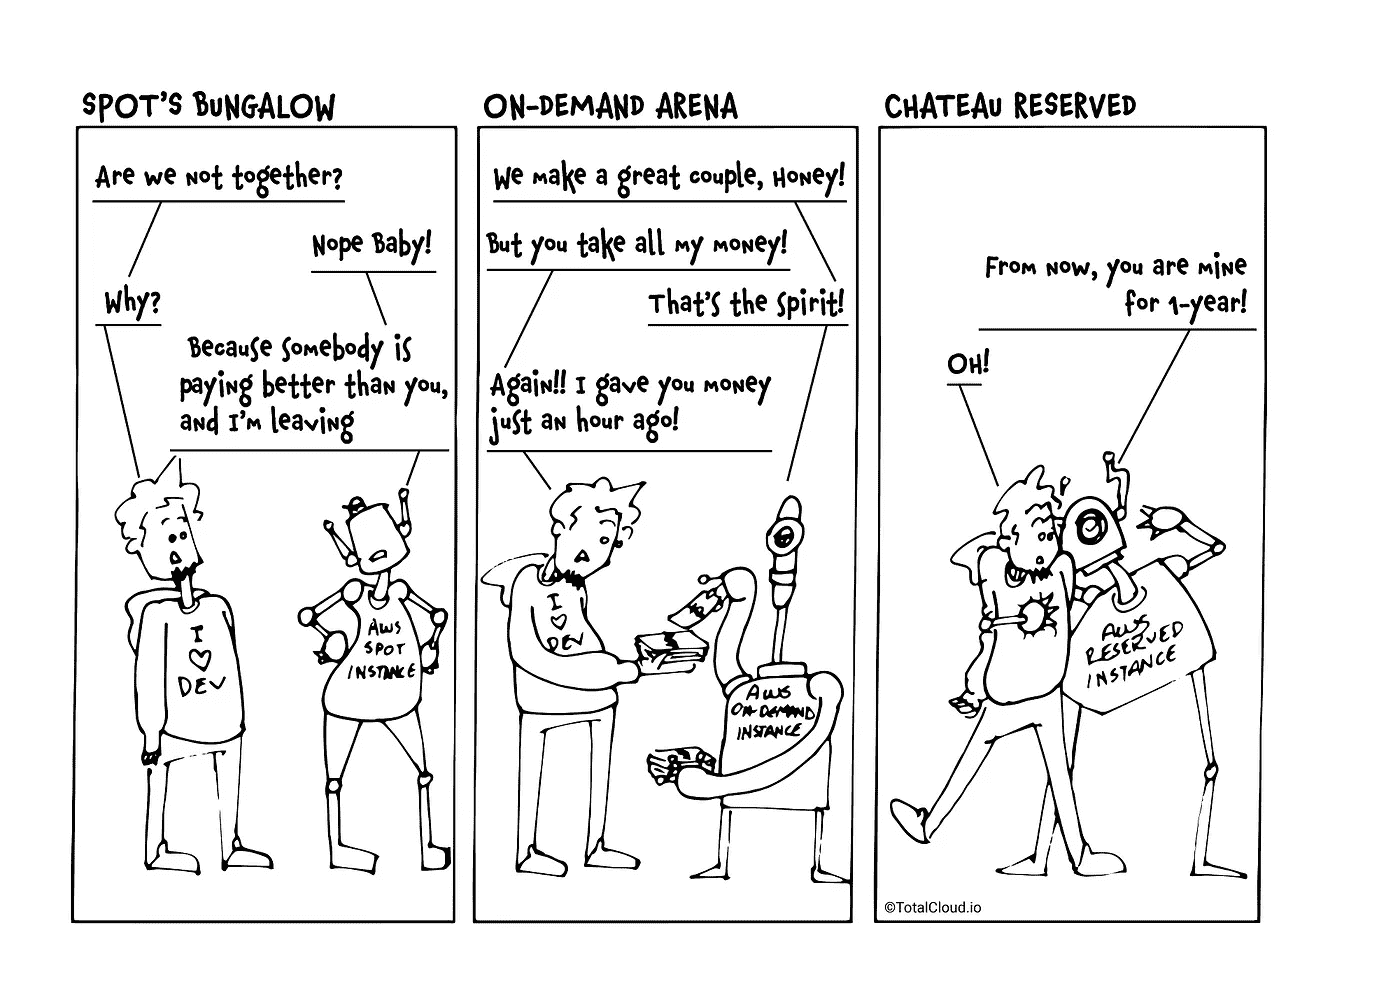 SPOT'S BUNGALOW
Are we not together?
Nope Baby!
Why?
Because somebody is
paying better than you,
and I'm leaving
I
♡
DEV
AWS
SPOT
INSTANCE
ON-DEMAND ARENA
We make a great couple, Honey!
But you take all my money!
That's the spirit!
Again!! I gave you money
just an hour ago!
I
♡
DEV
AWS
ON-DEMAND
INSTANCE
CHATEAU RESERVED
From now, you are mine
for 1-year!
Oh!
AWS
RESERVED
INSTANCE
©TotalCloud.io